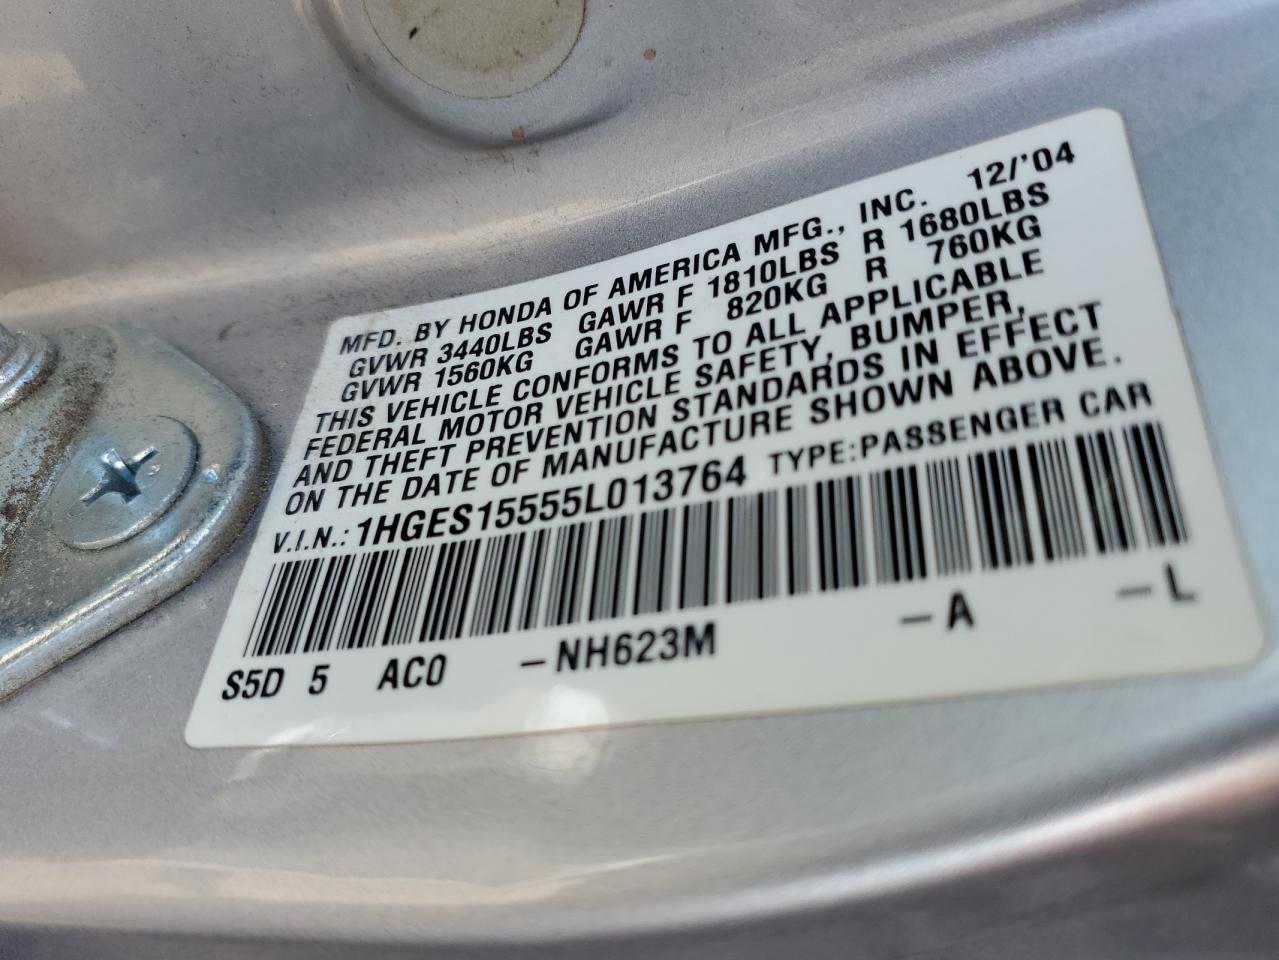 MFD. BY HONDA OF AMERICA MFG., INC. 12/'04
GVWR 3440LBS GAWR F 1810LBS R 1680LBS
GVWR 1560KG GAWR F 820KG R 760KG
THIS VEHICLE CONFORMS TO ALL APPLICABLE
FEDERAL MOTOR VEHICLE SAFETY, BUMPER,
AND THEFT PREVENTION STANDARDS IN EFFECT
ON THE DATE OF MANUFACTURE SHOWN ABOVE.
V.I.N.: 1HGES15555L013764 TYPE:PASSENGER CAR
S5D 5 AC0 -NH623M -A -L